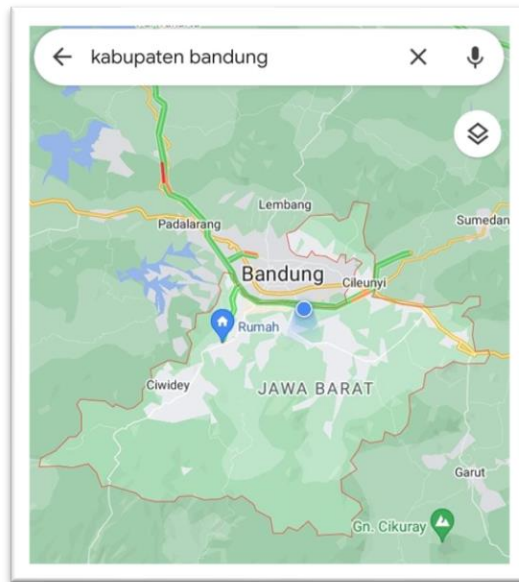 kabupaten bandung
Lembang
Padalarang
Sumedan
Bandung
Cileunyi
Rumah
Ciwidey
JAWA BARAT
Garut
Gn. Cikuray